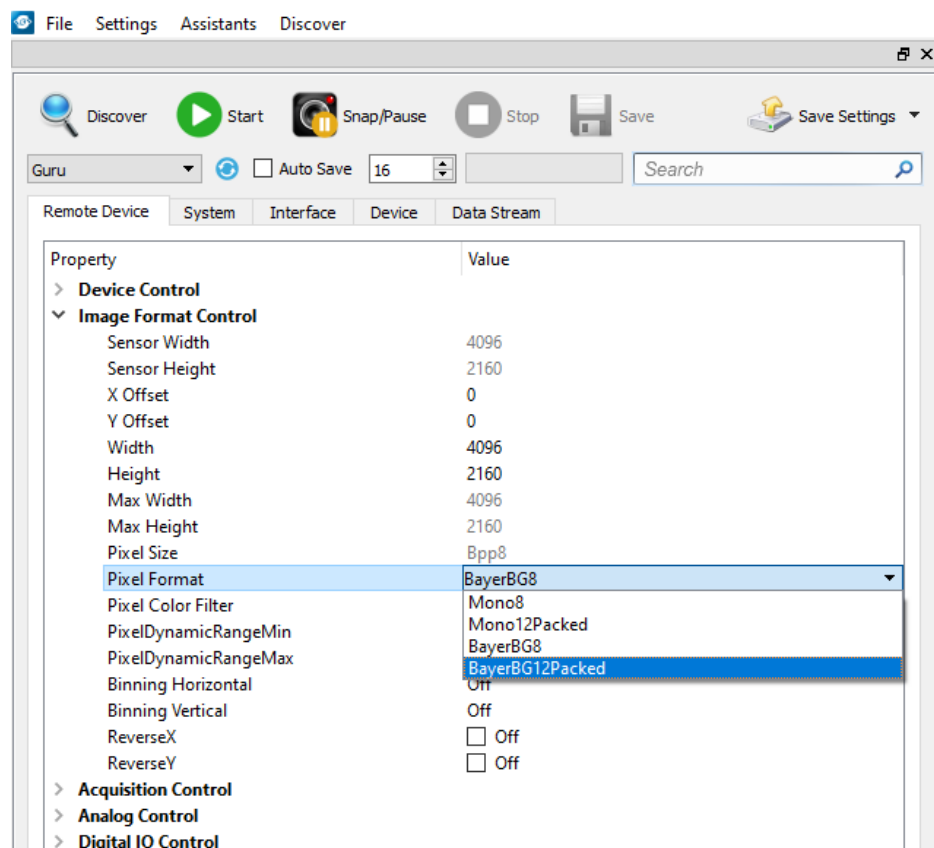 File Settings Assistants Discover
Discover Start Snap/Pause Stop Save Save Settings
Guru Auto Save 16 Search
Remote Device System Interface Device Data Stream
Property Value
Device Control
Image Format Control
Sensor Width 4096
Sensor Height 2160
X Offset 0
Y Offset 0
Width 4096
Height 2160
Max Width 4096
Max Height 2160
Pixel Size Bpp8
Pixel Format BayerBG8
Pixel Color Filter Mono8
PixelDynamicRangeMin Mono12Packed
PixelDynamicRangeMax BayerBG8
BayerBG12Packed
Binning Horizontal Off
Binning Vertical Off
ReverseX Off
ReverseY Off
Acquisition Control
Analog Control
Digital IO Control